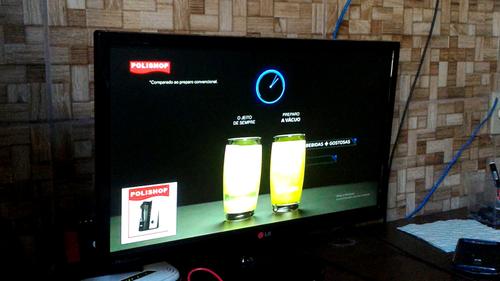 POLISHOP
*Comparado ao preparo convencional.
O JEITO
DE SEMPRE
PREPARO
A VÁCUO
BEBIDAS + GOSTOSAS
POLISHOP
LG